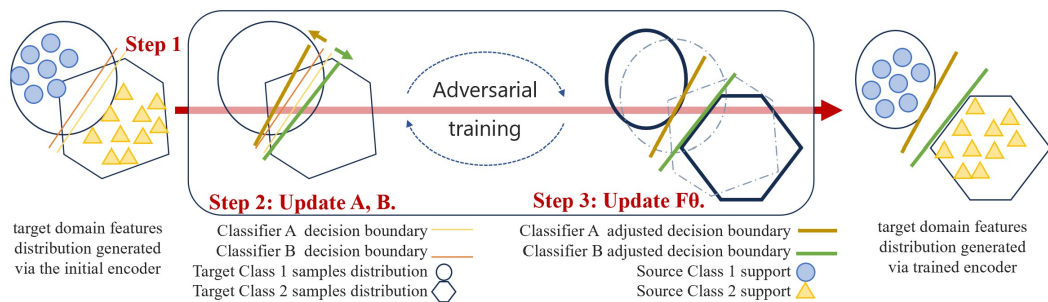 Step 1
Adversarial
training
Step 2: Update A, B.
Step 3: Update Fθ.
target domain features
distribution generated
via the initial encoder
Classifier A decision boundary
Classifier B decision boundary
Target Class 1 samples distribution
Target Class 2 samples distribution
Classifier A adjusted decision boundary
Classifier B adjusted decision boundary
Source Class 1 support
Source Class 2 support
target domain features
distribution generated
via trained encoder